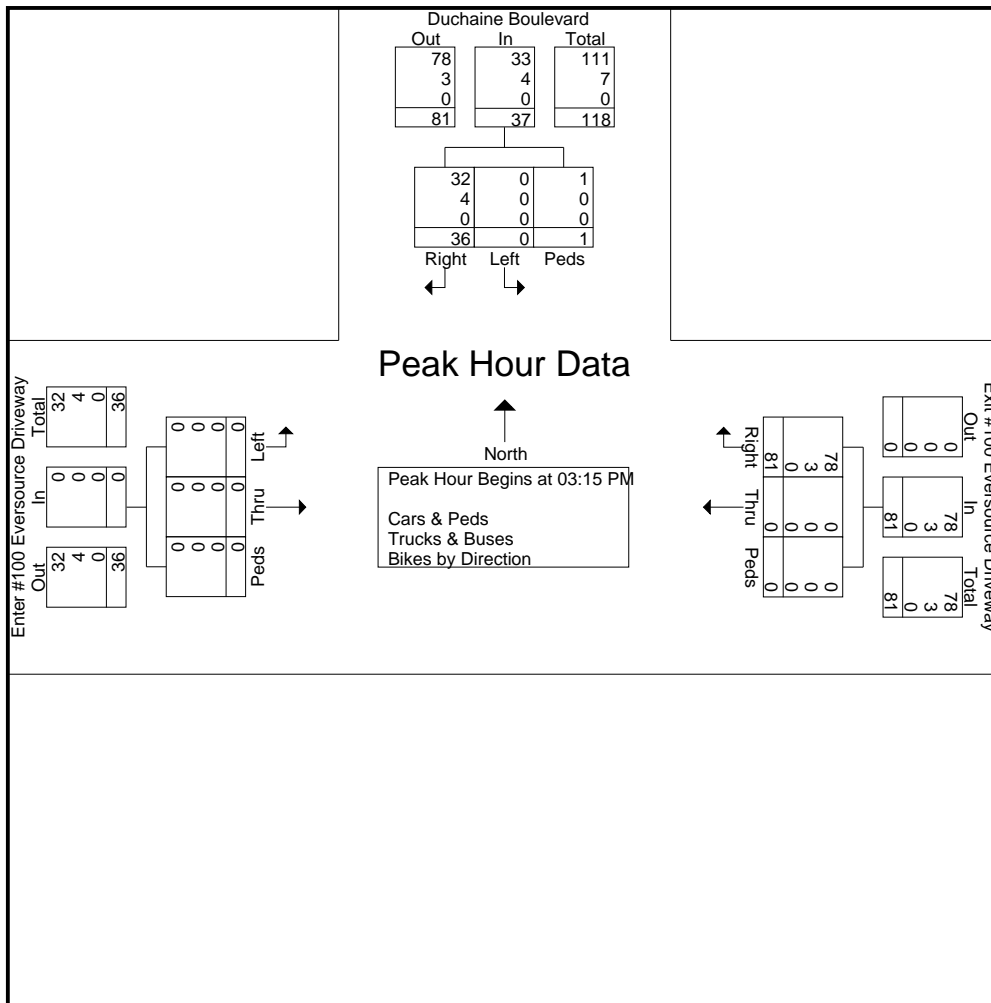 Duchaine Boulevard
Out In Total
78 33 111
3 4 7
0 0 0
81 37 118
32 0 1
4 0 0
0 0 0
36 0 1
Right Left Peds
Peak Hour Data
North
Peak Hour Begins at 03:15 PM
Cars & Peds
Trucks & Buses
Bikes by Direction
Enter #100 Eversource Driveway
Out In Total
32 0 32
4 0 4
0 0 0
36 0 36
Left
0 0 0 0
Thru
0 0 0 0
Peds
0 0 0 0
Exit #100 Eversource Driveway
Out In Total
0 78 78
0 3 3
0 0 0
0 81 81
Right Thru Peds
78 0 0
3 0 0
0 0 0
81 0 0